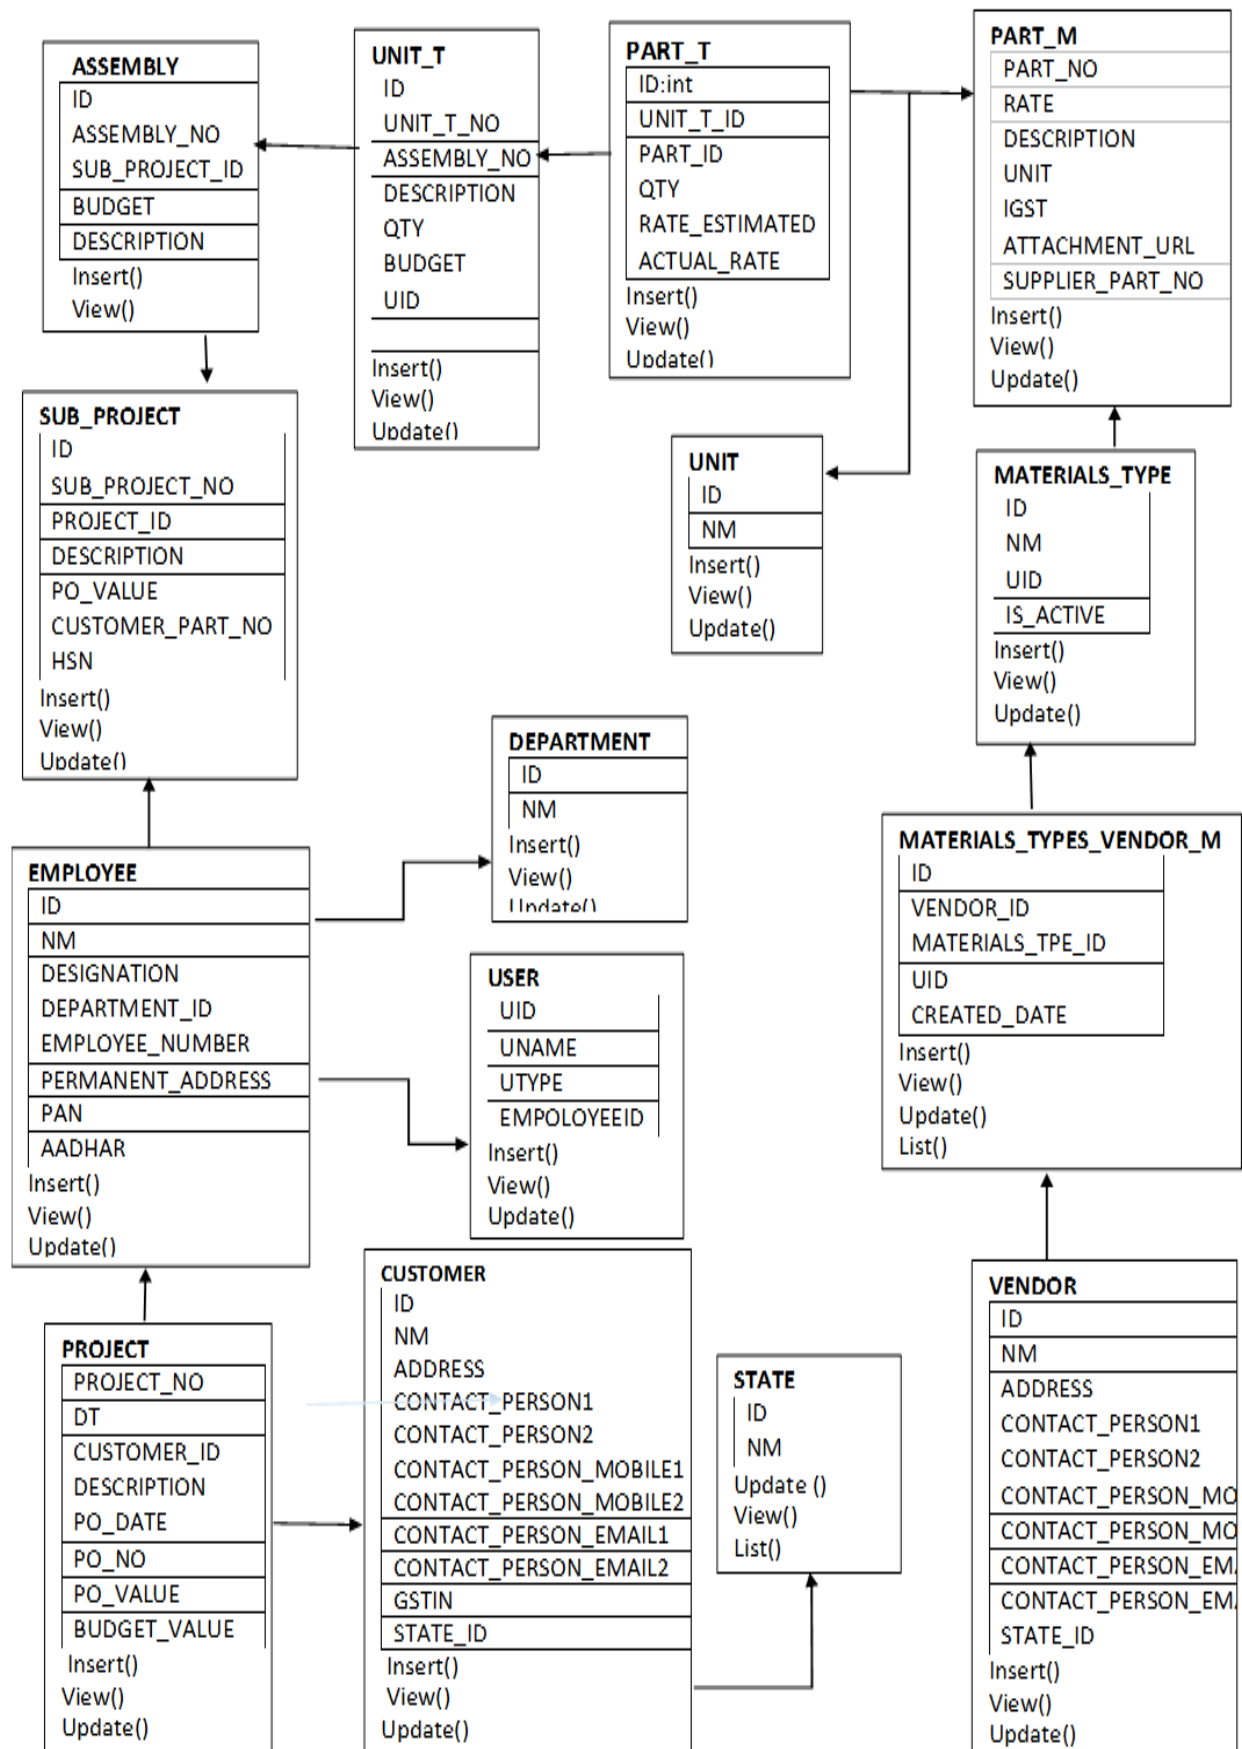 ASSEMBLY
ID
ASSEMBLY_NO
SUB_PROJECT_ID
BUDGET
DESCRIPTION
Insert()
View()
UNIT_T
ID
UNIT_T_NO
ASSEMBLY_NO
DESCRIPTION
QTY
BUDGET
UID
Insert()
View()
Update()
PART_T
ID:int
UNIT_T_ID
PART_ID
QTY
RATE_ESTIMATED
ACTUAL_RATE
Insert()
View()
Update()
PART_M
PART_NO
RATE
DESCRIPTION
UNIT
IGST
ATTACHMENT_URL
SUPPLIER_PART_NO
Insert()
View()
Update()
SUB_PROJECT
ID
SUB_PROJECT_NO
PROJECT_ID
DESCRIPTION
PO_VALUE
CUSTOMER_PART_NO
HSN
Insert()
View()
Update()
UNIT
ID
NM
Insert()
View()
Update()
MATERIALS_TYPE
ID
NM
UID
IS_ACTIVE
Insert()
View()
Update()
DEPARTMENT
ID
NM
Insert()
View()
Update()
MATERIALS_TYPES_VENDOR_M
ID
VENDOR_ID
MATERIALS_TPE_ID
UID
CREATED_DATE
Insert()
View()
Update()
List()
EMPLOYEE
ID
NM
DESIGNATION
DEPARTMENT_ID
EMPLOYEE_NUMBER
PERMANENT_ADDRESS
PAN
AADHAR
Insert()
View()
Update()
USER
UID
UNAME
UTYPE
EMPOLOYEEID
Insert()
View()
Update()
PROJECT
PROJECT_NO
DT
CUSTOMER_ID
DESCRIPTION
PO_DATE
PO_NO
PO_VALUE
BUDGET_VALUE
Insert()
View()
Update()
CUSTOMER
ID
NM
ADDRESS
CONTACT_PERSON1
CONTACT_PERSON2
CONTACT_PERSON_MOBILE1
CONTACT_PERSON_MOBILE2
CONTACT_PERSON_EMAIL1
CONTACT_PERSON_EMAIL2
GSTIN
STATE_ID
Insert()
View()
Update()
STATE
ID
NM
Update ()
View()
List()
VENDOR
ID
NM
ADDRESS
CONTACT_PERSON1
CONTACT_PERSON2
CONTACT_PERSON_MO
CONTACT_PERSON_MO
CONTACT_PERSON_EM
CONTACT_PERSON_EM
STATE_ID
Insert()
View()
Update()